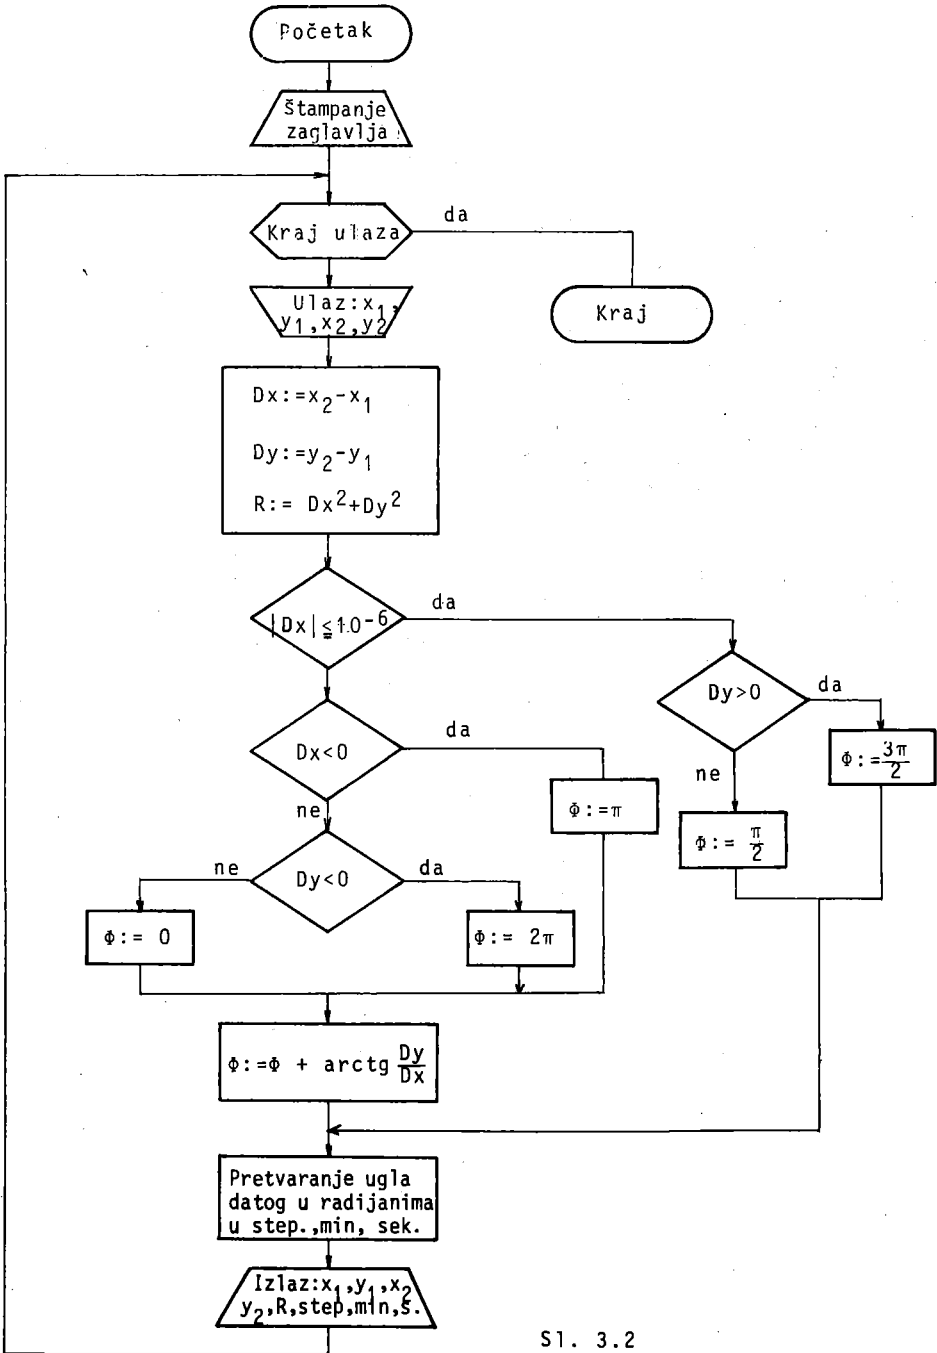 Početak
Štampanje
zaglavlja
Kraj ulaza
da
Kraj
Ulaz:x₁,
y₁,x₂,y₂
Dx:=x₂-x₁
Dy:=y₂-y₁
R:= Dx²+Dy²
|Dx|≤10⁻⁶
da
Dy>0
da
Φ:=3π/2
ne
Φ:= π/2
Dx<0
da
Φ:=π
ne
Dy<0
ne
da
Φ:= 0
Φ:= 2π
Φ:=Φ + arctg Dy/Dx
Pretvaranje ugla
datog u radijanima
u step.,min, sek.
Izlaz:x₁,y₁,x₂
y₂,R,step,min,s.
Sl. 3.2